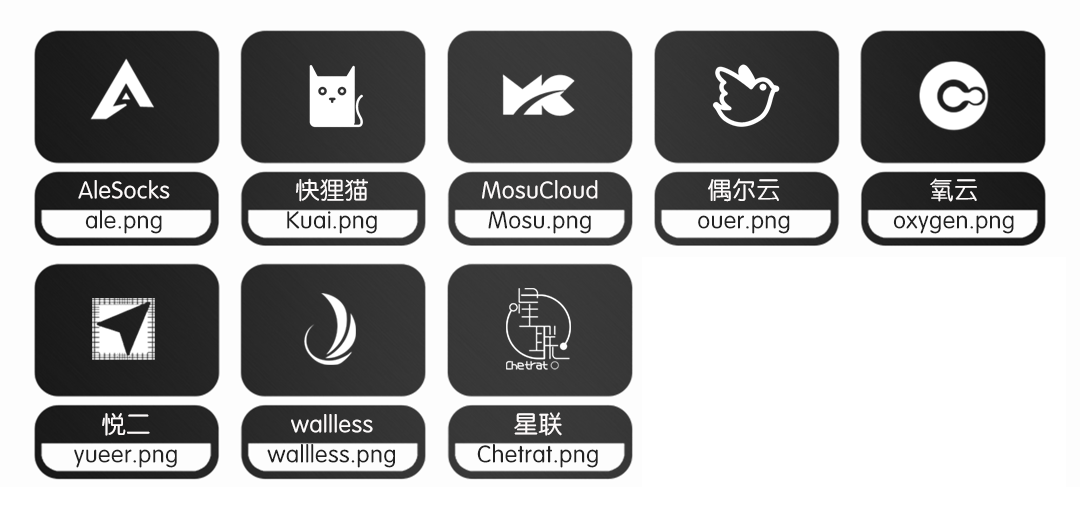 AleSocks
ale.png
快狸猫
Kuai.png
MosuCloud
Mosu.png
偶尔云
ouer.png
氧云
oxygen.png
悦二
yueer.png
wallless
wallless.png
星联
Chetrat
星联
Chetrat.png